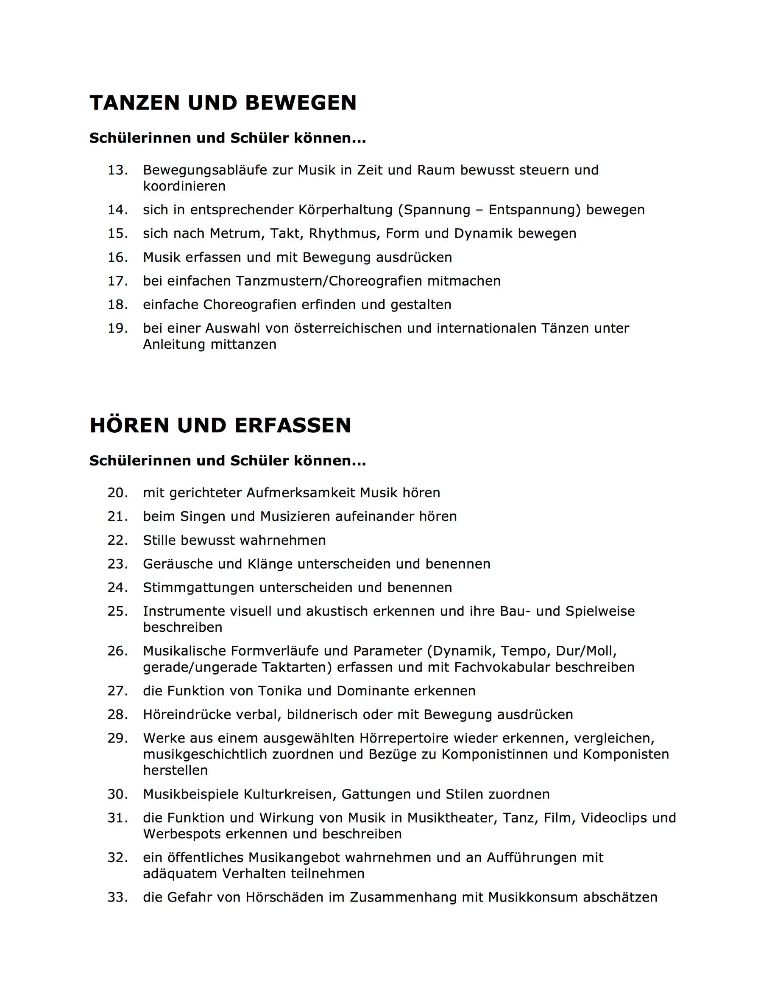 TANZEN UND BEWEGEN
Schülerinnen und Schüler können...
13. Bewegungsabläufe zur Musik in Zeit und Raum bewusst steuern und
koordinieren
14. sich in entsprechender Körperhaltung (Spannung – Entspannung) bewegen
15. sich nach Metrum, Takt, Rhythmus, Form und Dynamik bewegen
16. Musik erfassen und mit Bewegung ausdrücken
17. bei einfachen Tanzmustern/Choreografien mitmachen
18. einfache Choreografien erfinden und gestalten
19. bei einer Auswahl von österreichischen und internationalen Tänzen unter
Anleitung mittanzen
HÖREN UND ERFASSEN
Schülerinnen und Schüler können...
20. mit gerichteter Aufmerksamkeit Musik hören
21. beim Singen und Musizieren aufeinander hören
22. Stille bewusst wahrnehmen
23. Geräusche und Klänge unterscheiden und benennen
24. Stimmgattungen unterscheiden und benennen
25. Instrumente visuell und akustisch erkennen und ihre Bau- und Spielweise
beschreiben
26. Musikalische Formverläufe und Parameter (Dynamik, Tempo, Dur/Moll,
gerade/ungerade Taktarten) erfassen und mit Fachvokabular beschreiben
27. die Funktion von Tonika und Dominante erkennen
28. Höreindrücke verbal, bildnerisch oder mit Bewegung ausdrücken
29. Werke aus einem ausgewählten Hörrepertoire wieder erkennen, vergleichen,
musikgeschichtlich zuordnen und Bezüge zu Komponistinnen und Komponisten
herstellen
30. Musikbeispiele Kulturkreisen, Gattungen und Stilen zuordnen
31. die Funktion und Wirkung von Musik in Musiktheater, Tanz, Film, Videoclips und
Werbespots erkennen und beschreiben
32. ein öffentliches Musikangebot wahrnehmen und an Aufführungen mit
adäquatem Verhalten teilnehmen
33. die Gefahr von Hörschäden im Zusammenhang mit Musikkonsum abschätzen